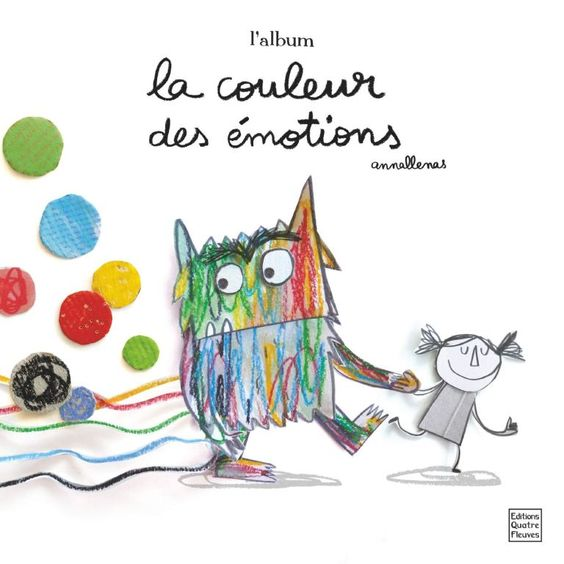 l'album
la couleur
des émotions
annallenas
Editions
Quatre
Fleuves